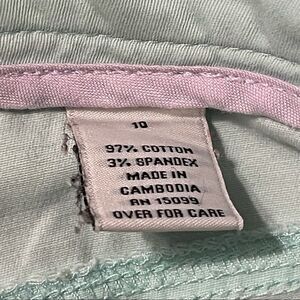 10
97% COTTON
3% SPANDEX
MADE IN
CAMBODIA
RN 15099
OVER FOR CARE